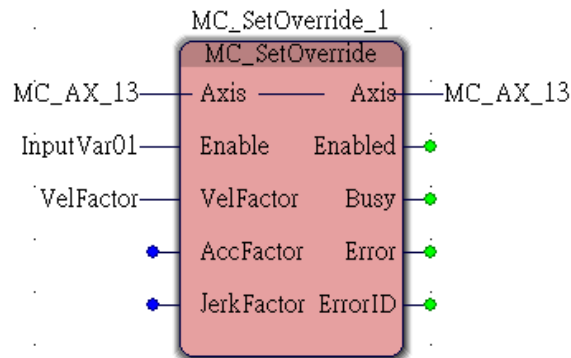 MC_SetOverride_1
MC_SetOverride
MC_AX_13 Axis Axis MC_AX_13
InputVar01 Enable Enabled
VelFactor VelFactor Busy
AccFactor Error
JerkFactor ErrorID